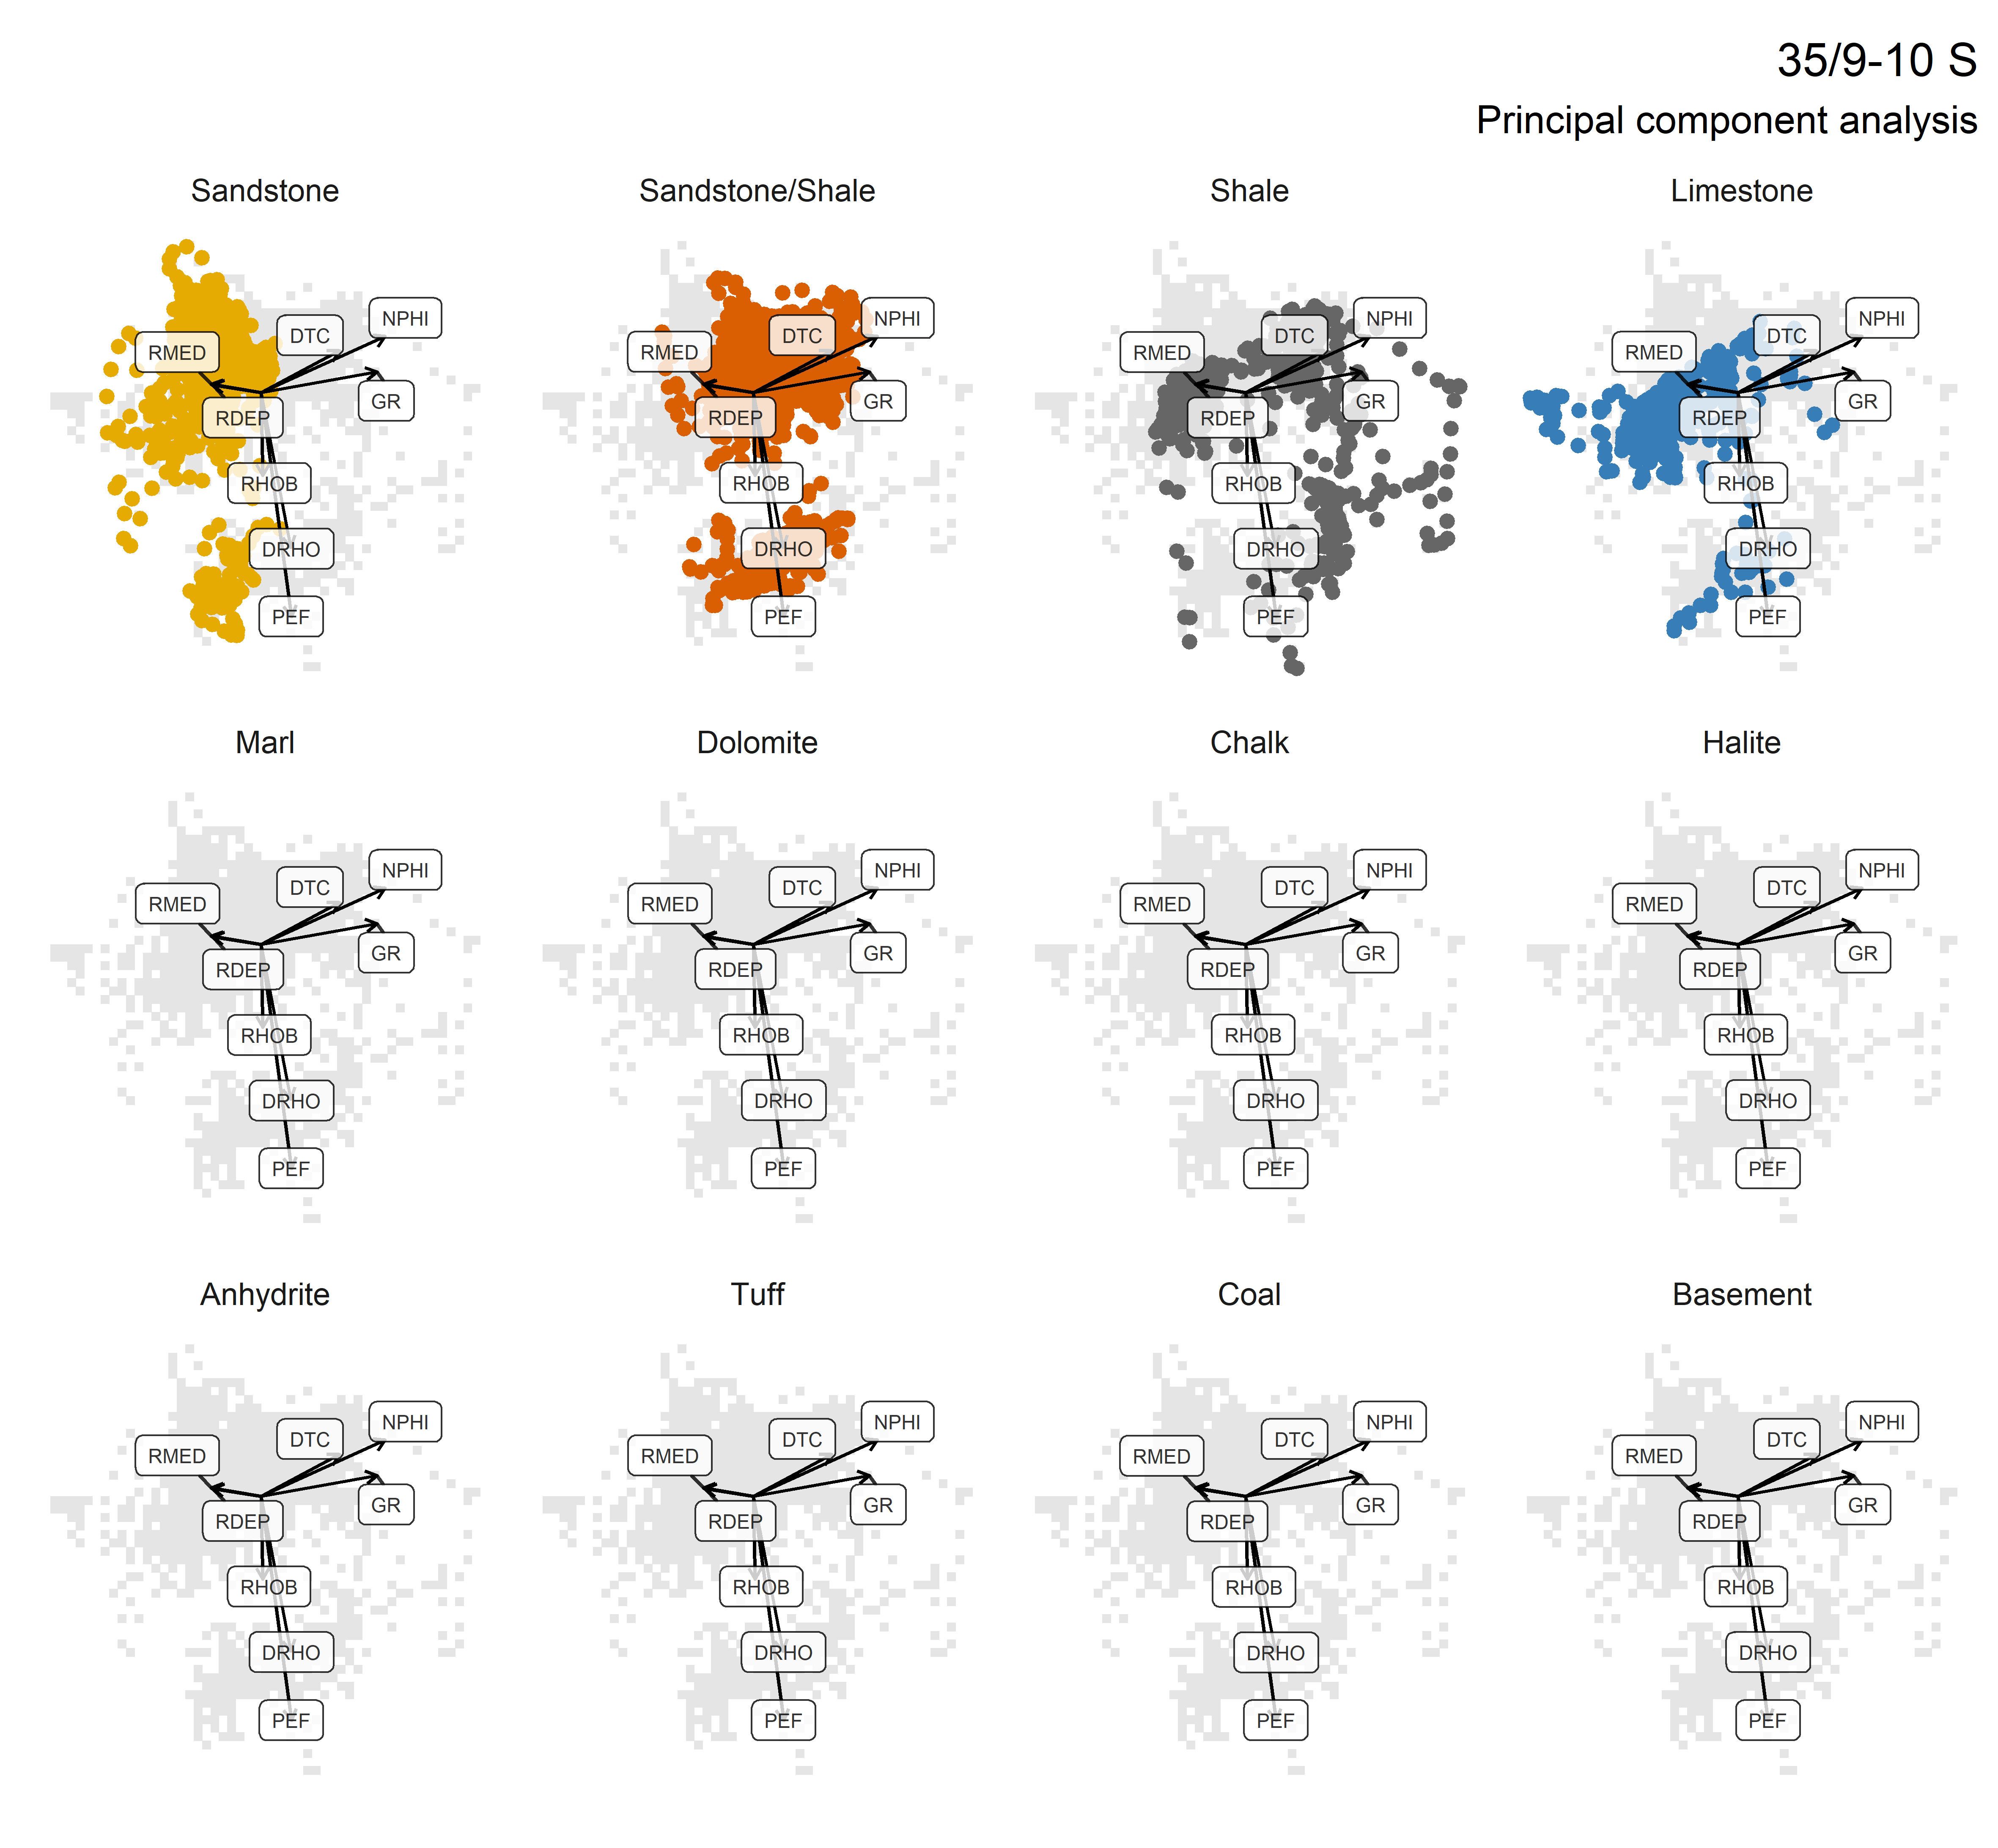 35/9-10 S
Principal component analysis
Sandstone
NPHI
DTC
RMED
GR
RDEP
RHOB
DRHO
PEF
Sandstone/Shale
NPHI
DTC
RMED
GR
RDEP
RHOB
DRHO
PEF
Shale
NPHI
DTC
RMED
GR
RDEP
RHOB
DRHO
PEF
Limestone
NPHI
DTC
RMED
GR
RDEP
RHOB
DRHO
PEF
Marl
NPHI
DTC
RMED
GR
RDEP
RHOB
DRHO
PEF
Dolomite
NPHI
DTC
RMED
GR
RDEP
RHOB
DRHO
PEF
Chalk
NPHI
DTC
RMED
GR
RDEP
RHOB
DRHO
PEF
Halite
NPHI
DTC
RMED
GR
RDEP
RHOB
DRHO
PEF
Anhydrite
NPHI
DTC
RMED
GR
RDEP
RHOB
DRHO
PEF
Tuff
NPHI
DTC
RMED
GR
RDEP
RHOB
DRHO
PEF
Coal
NPHI
DTC
RMED
GR
RDEP
RHOB
DRHO
PEF
Basement
NPHI
DTC
RMED
GR
RDEP
RHOB
DRHO
PEF